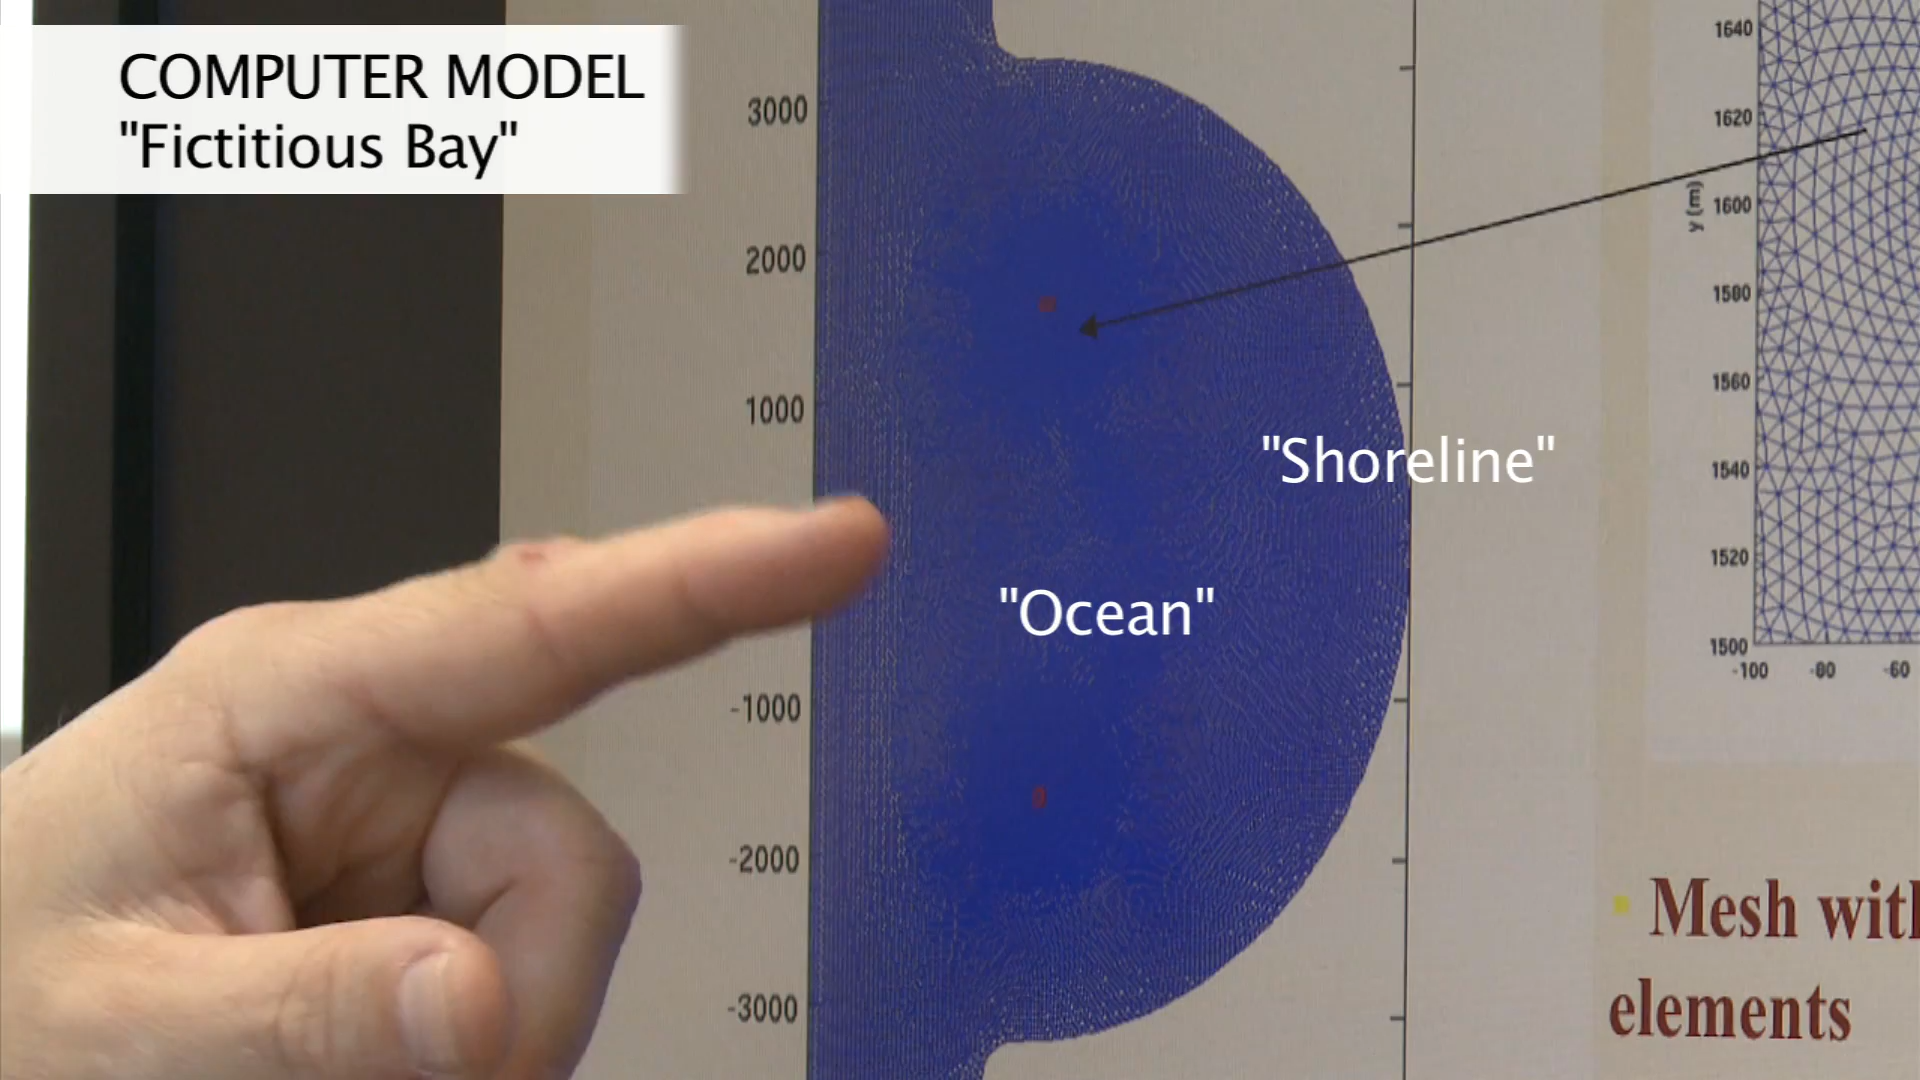 COMPUTER MODEL
"Fictitious Bay"
3000
2000
1000
-1000
-2000
-3000
"Shoreline"
"Ocean"
1640
1620
1600
1580
1560
1540
1520
1500
y (m)
-100 -80 -60
Mesh with
elements